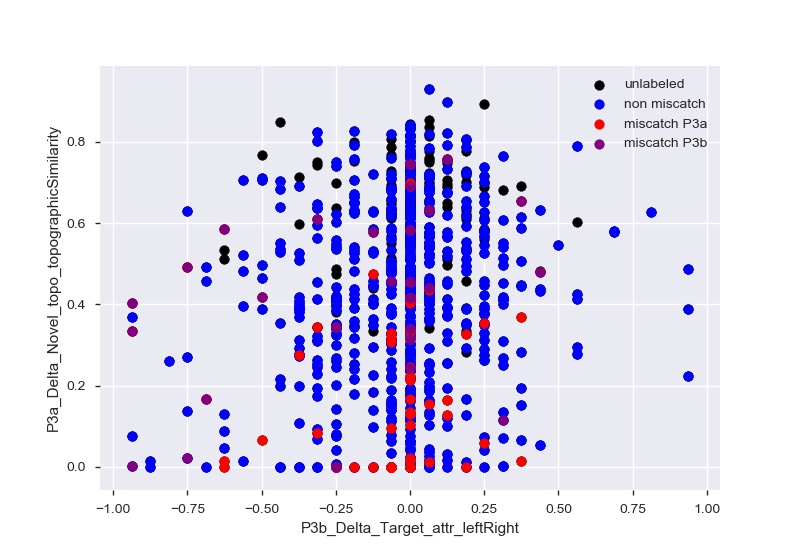 unlabeled
non miscatch
miscatch P3a
miscatch P3b
0.8
0.6
0.4
0.2
0.0
P3a_Delta_Novel_topo_topographicSimilarity
−1.00 −0.75 −0.50 −0.25 0.00 0.25 0.50 0.75 1.00
P3b_Delta_Target_attr_leftRight